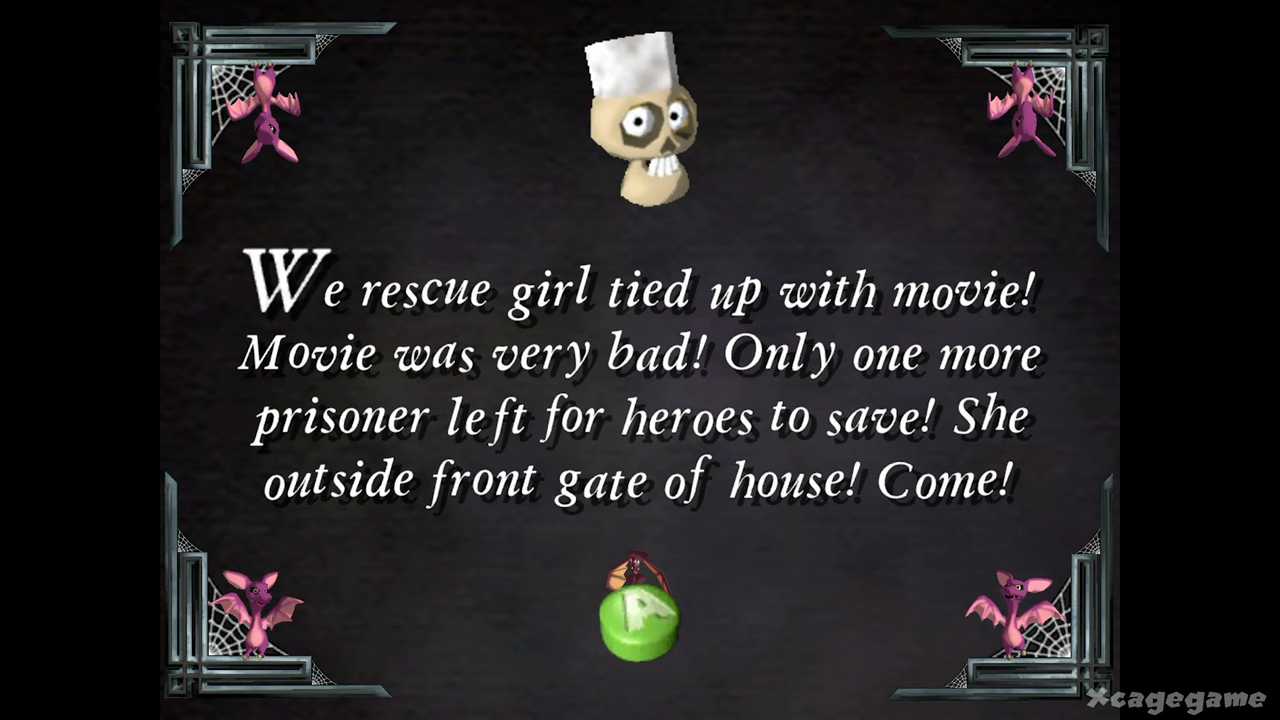 We rescue girl tied up with movie!
Movie was very bad! Only one more
prisoner left for heroes to save! She
outside front gate of house! Come!
A
Xcagegame